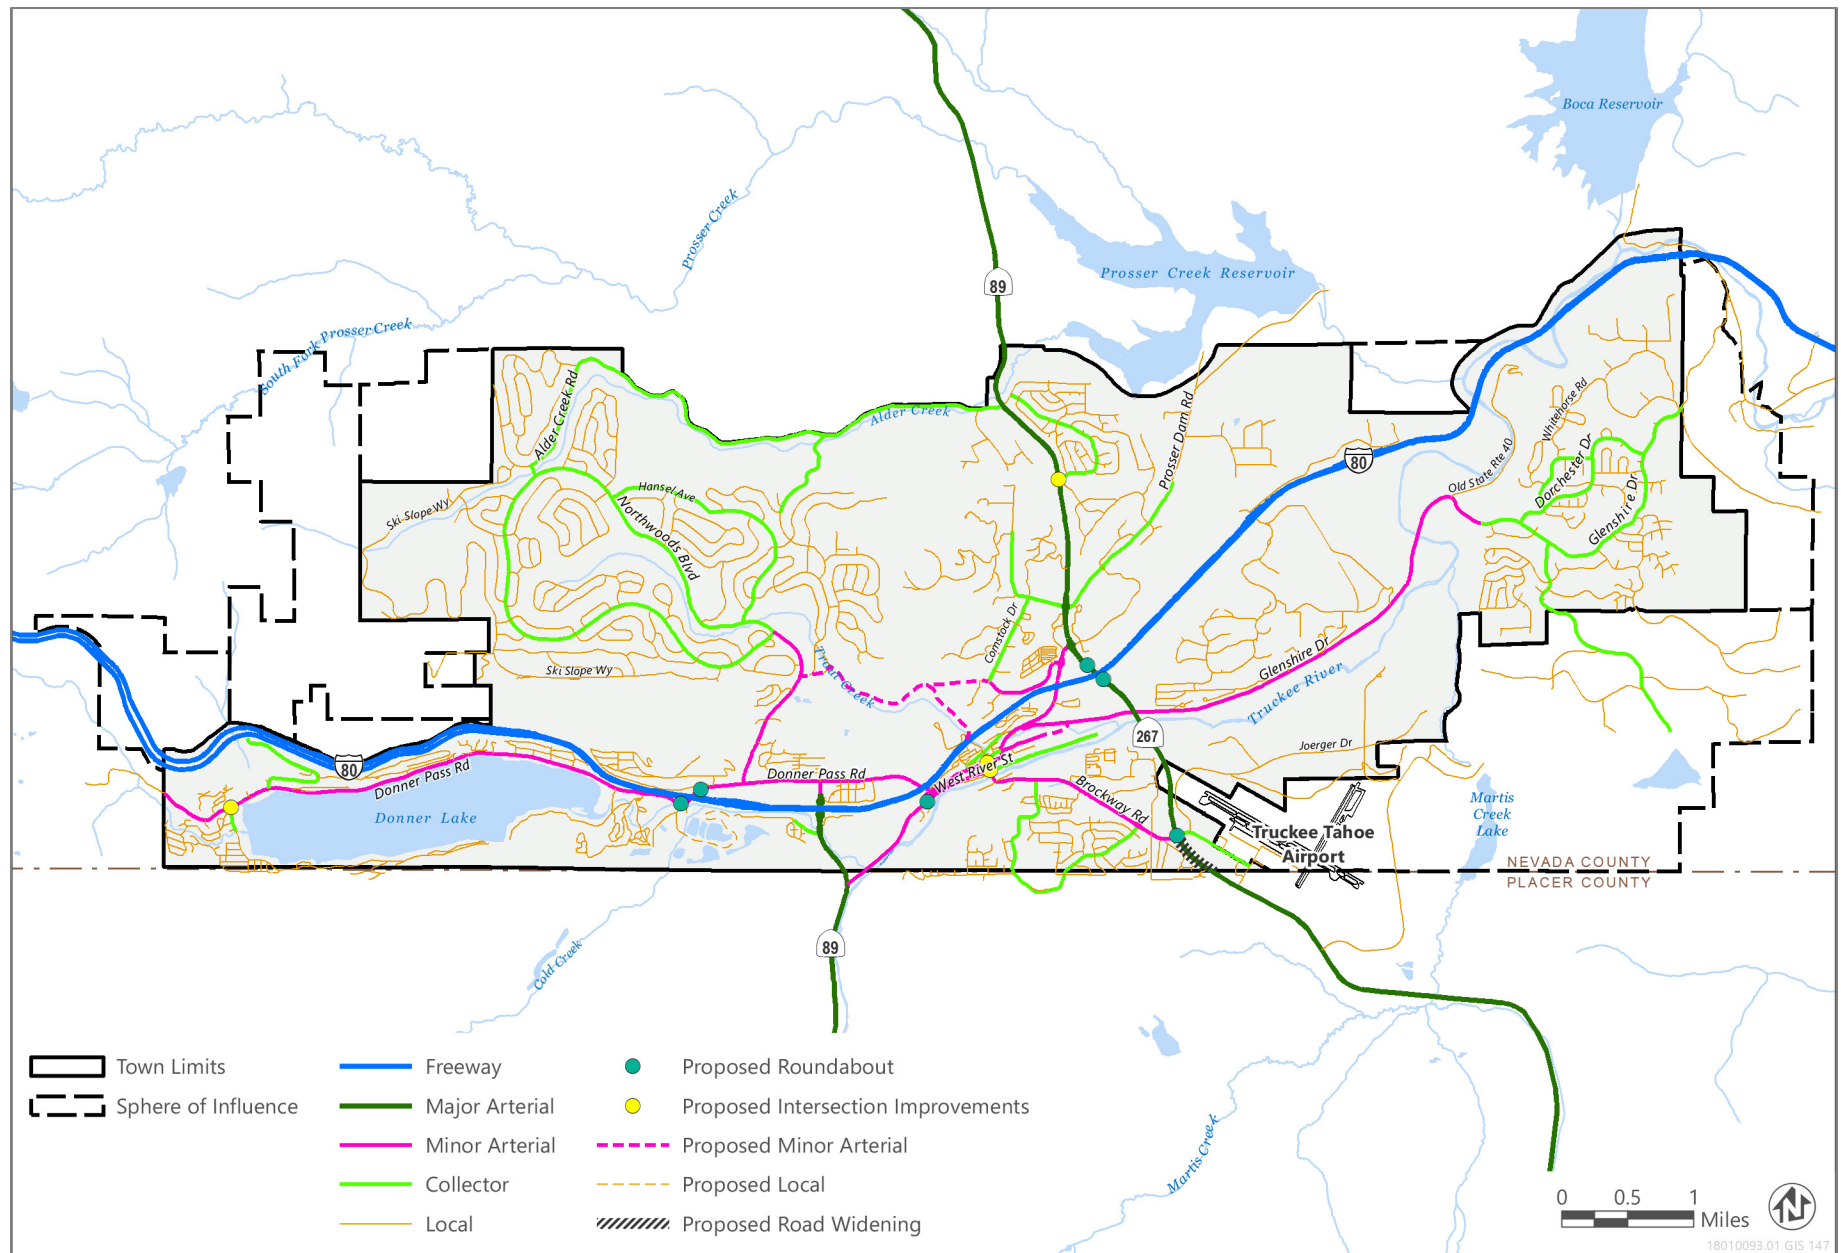 Boca Reservoir
Prosser Creek
Prosser Creek Reservoir
89
South Fork Prosser Creek
Alder Creek Rd
Alder Creek
Prosser Dam Rd
Whitehorse Rd
80
Old State Rte 40
Dorchester Dr
Glenshire Dr
Ski Slope Wy
Hansel Ave
Northwoods Blvd
Comstock Dr
Ski Slope Wy
Trout Creek
Glenshire Dr
Truckee River
267
Joerger Dr
80
Donner Pass Rd
Donner Pass Rd
West River St
Brockway Rd
Donner Lake
Truckee Tahoe
Airport
Martis
Creek
Lake
NEVADA COUNTY
PLACER COUNTY
89
Cold Creek
Martis Creek
Town Limits
Sphere of Influence
Freeway
Major Arterial
Minor Arterial
Collector
Local
Proposed Roundabout
Proposed Intersection Improvements
Proposed Minor Arterial
Proposed Local
Proposed Road Widening
0 0.5 1
Miles
N
18010093.01 GIS 147